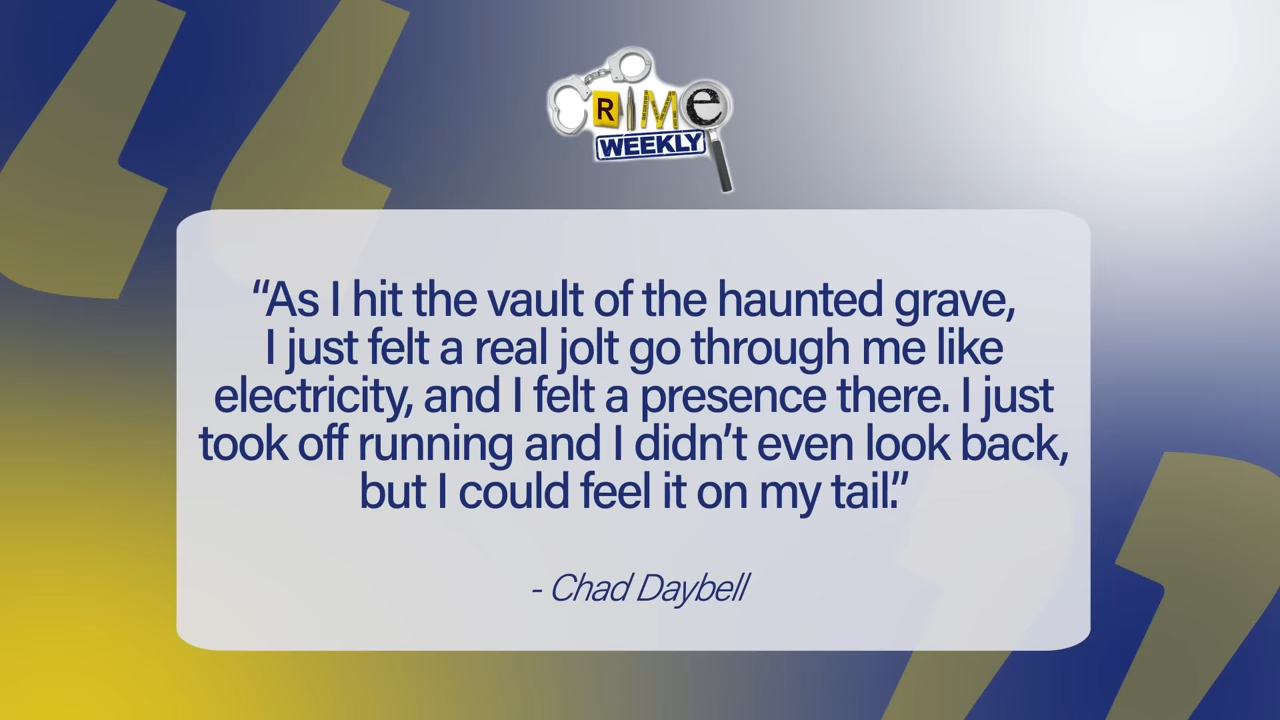 CRIME
WEEKLY
“As I hit the vault of the haunted grave,
I just felt a real jolt go through me like
electricity, and I felt a presence there. I just
took off running and I didn’t even look back,
but I could feel it on my tail.”
- Chad Daybell